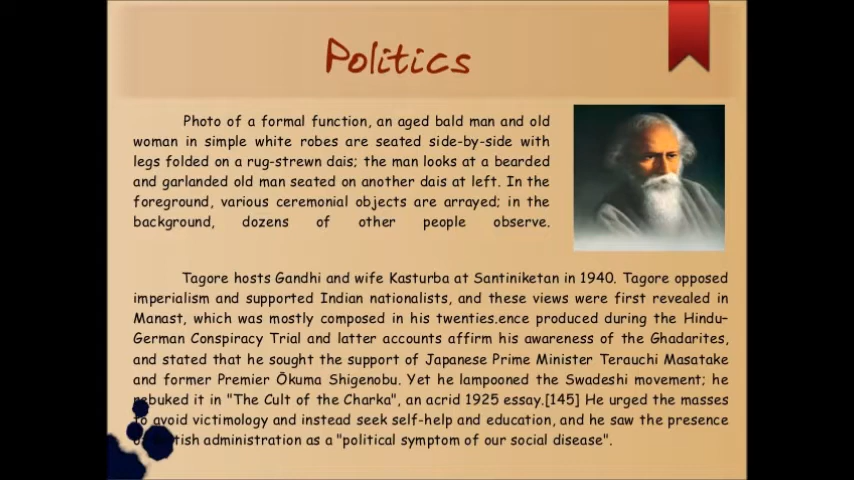 Politics
Photo of a formal function, an aged bald man and old
woman in simple white robes are seated side-by-side with
legs folded on a rug-strewn dais; the man looks at a bearded
and garlanded old man seated on another dais at left. In the
foreground, various ceremonial objects are arrayed; in the
background, dozens of other people observe.
Tagore hosts Gandhi and wife Kasturba at Santiniketan in 1940. Tagore opposed
imperialism and supported Indian nationalists, and these views were first revealed in
Manast, which was mostly composed in his twenties.ence produced during the Hindu–
German Conspiracy Trial and latter accounts affirm his awareness of the Ghadarites,
and stated that he sought the support of Japanese Prime Minister Terauchi Masatake
and former Premier Ōkuma Shigenobu. Yet he lampooned the Swadeshi movement; he
rebuked it in "The Cult of the Charka", an acrid 1925 essay.[145] He urged the masses
to avoid victimology and instead seek self-help and education, and he saw the presence
administration as a "political symptom of our social disease".